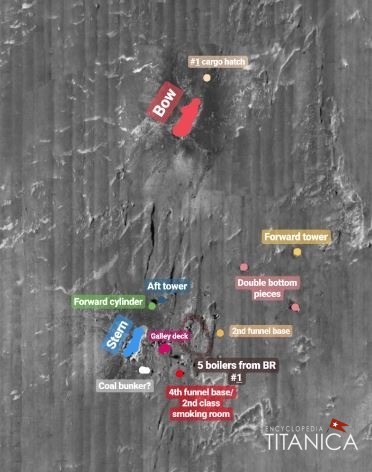 #1 cargo hatch
Bow
Forward tower
Double bottom
pieces
Aft tower
Forward cylinder
Stern
Galley deck
2nd funnel base
5 boilers from BR
#1
Coal bunker?
4th funnel base/
2nd class
smoking room
ENCYCLOPEDIA
TITANICA